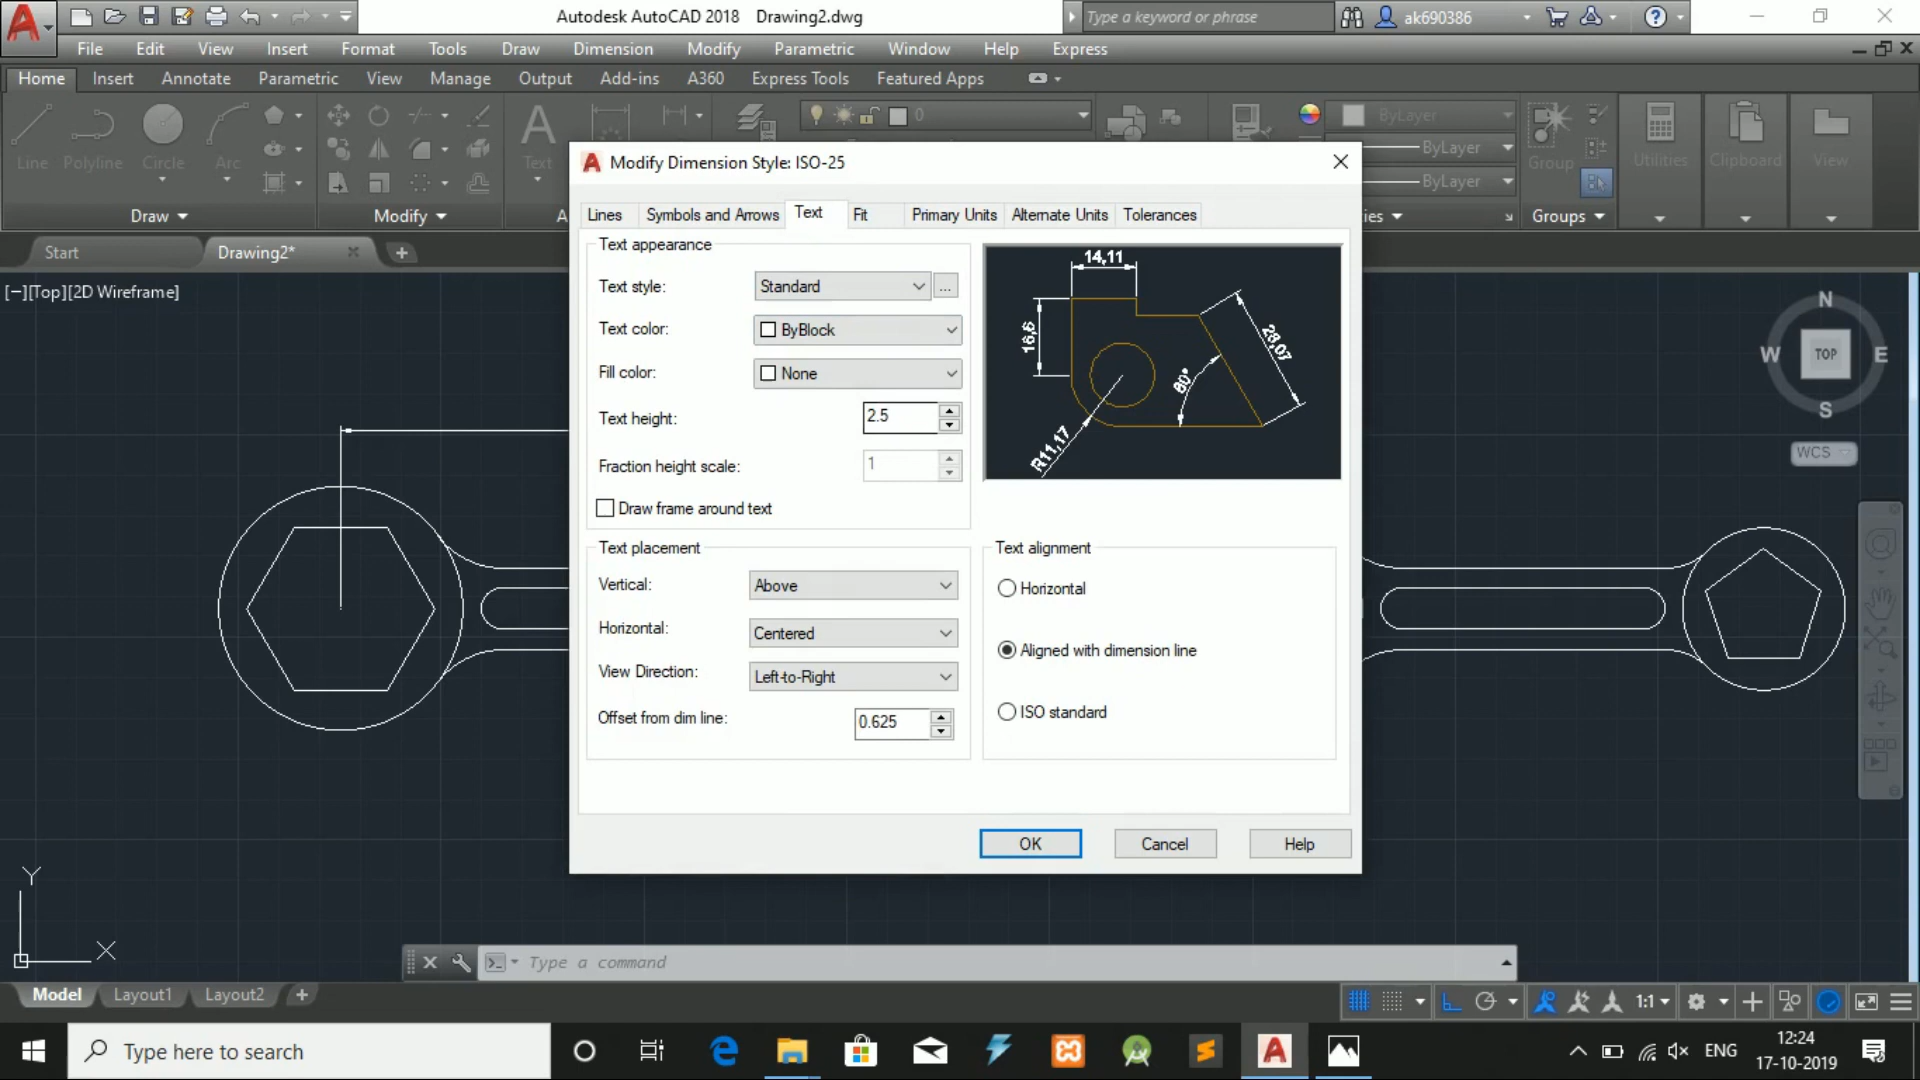 Autodesk AutoCAD 2018 Drawing2.dwg
Type a keyword or phrase
ak690386
File Edit View Insert Format Tools Draw Dimension Modify Parametric Window Help Express
Home Insert Annotate Parametric View Manage Output Add-ins A360 Express Tools Featured Apps
0
ByLayer
Line Polyline Circle Arc
Text
ByLayer
Group Utilities Clipboard View
ByLayer
Draw Modify A ies Groups
Modify Dimension Style: ISO-25
Lines Symbols and Arrows Text Fit Primary Units Alternate Units Tolerances
Start Drawing2*
[−][Top][2D Wireframe]
Text appearance
Text style: Standard ...
Text color: ByBlock
Fill color: None
Text height: 2.5
Fraction height scale: 1
Draw frame around text
14,11
16,6
28,07
60°
R11,17
Text placement
Vertical: Above
Horizontal: Centered
View Direction: Left-to-Right
Offset from dim line: 0.625
Text alignment
Horizontal
Aligned with dimension line
ISO standard
OK Cancel Help
N
W TOP E
S
WCS
Y
X
Type a command
Model Layout1 Layout2
1:1
Type here to search
ENG
12:24
17-10-2019